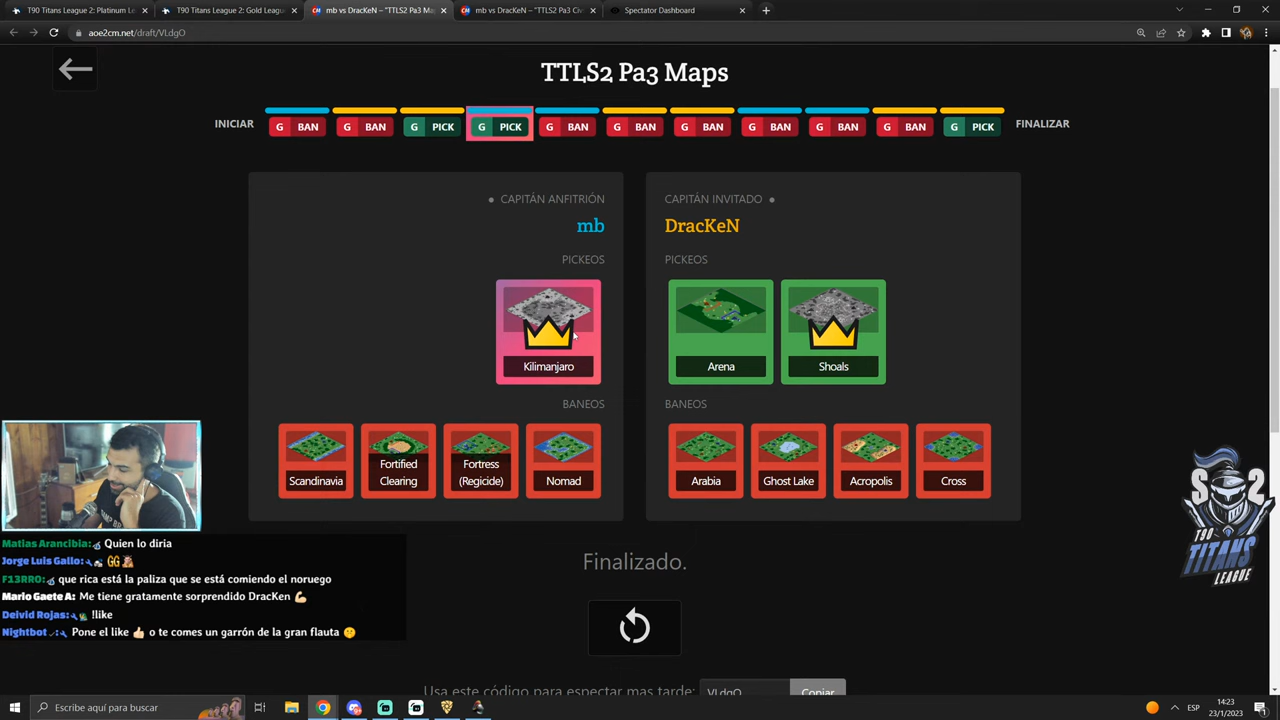 T90 Titans League 2: Platinum Le
T90 Titans League 2: Gold Leagu
mb vs DracKeN – "TTLS2 Pa3 Ma
mb vs DracKeN – "TTLS2 Pa3 Civ
Spectator Dashboard
aoe2cm.net/draft/VLdgO
TTLS2 Pa3 Maps
INICIAR
G BAN
G BAN
G PICK
G PICK
G BAN
G BAN
G BAN
G BAN
G BAN
G BAN
G PICK
FINALIZAR
CAPITÁN ANFITRIÓN
mb
PICKEOS
Kilimanjaro
BANEOS
Scandinavia
Fortified
Clearing
Fortress
(Regicide)
Nomad
CAPITÁN INVITADO
DracKeN
PICKEOS
Arena
Shoals
BANEOS
Arabia
Ghost Lake
Acropolis
Cross
Finalizado.
Usa este código para espectar mas tarde:
VLdgO
Copiar
Matias Arancibia: Quien lo diria
Jorge Luis Gallo: GG
F13RRO: que rica está la paliza que se está comiendo el noruego
Mario Gaete A: Me tiene gratamente sorprendido DracKen 💪
Deivid Rojas: !like
Nightbot: Pone el like 👍 o te comes un garrón de la gran flauta 🤫
S 2
T90
TITANS
LEAGUE
Escribe aquí para buscar
ESP
14:23
23/1/2023